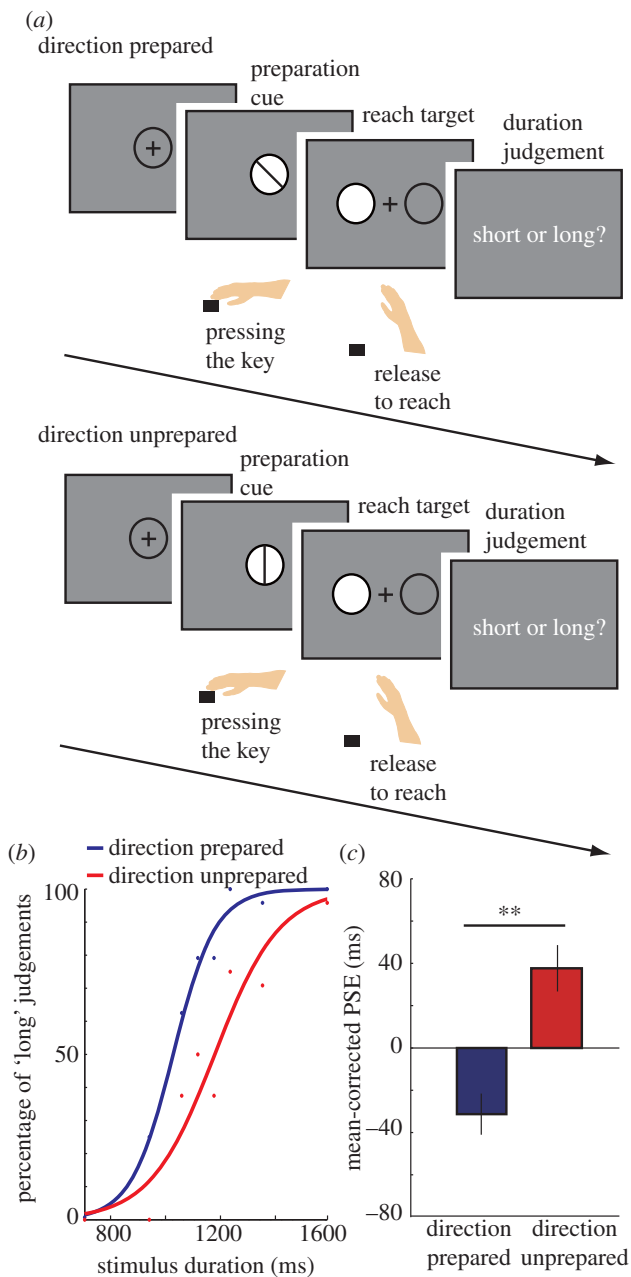 (a)
direction prepared
preparation
cue
reach target
duration
judgement
+
+
short or long?
pressing
the key
release
to reach
direction unprepared
preparation
cue
reach target
duration
judgement
+
+
short or long?
pressing
the key
release
to reach
(b)
direction prepared
direction unprepared
100
50
0
800
1200
1600
percentage of ‘long’ judgements
stimulus duration (ms)
(c)
80
40
0
–40
–80
**
mean-corrected PSE (ms)
direction
prepared
direction
unprepared